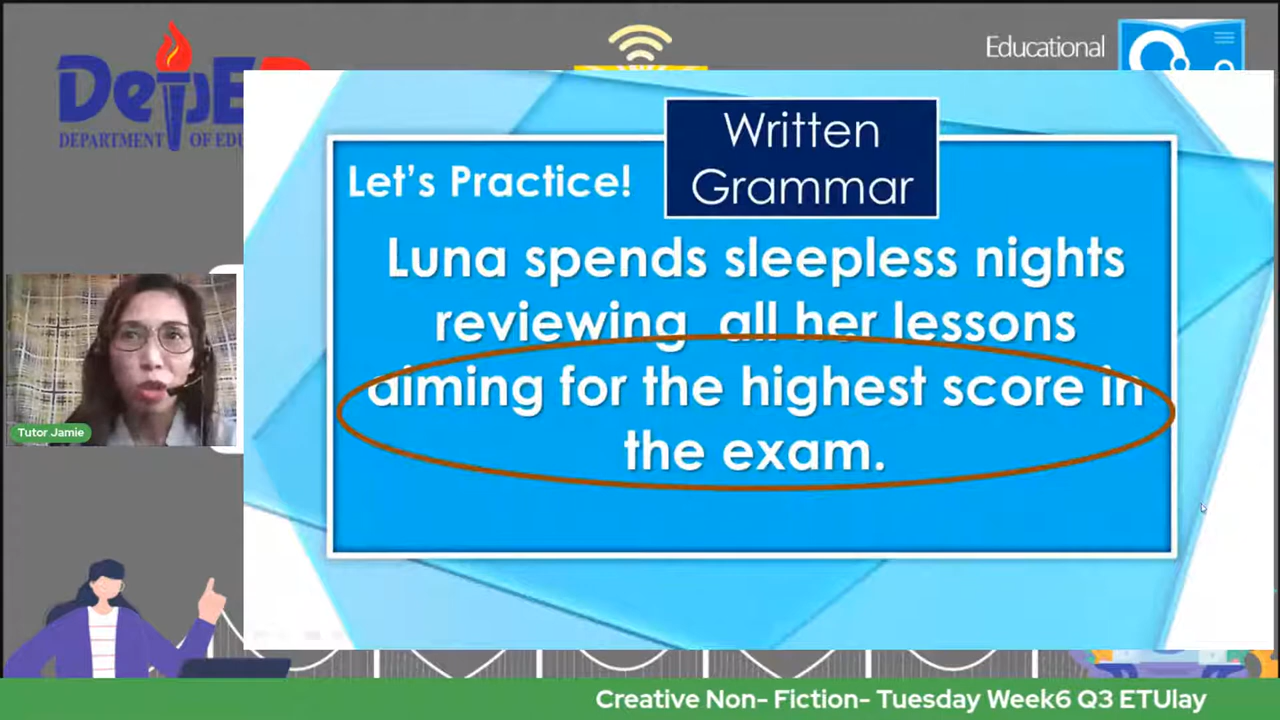 Educational
DepE
DEPARTMENT OF EDU
Written
Grammar
Let's Practice!
Luna spends sleepless nights
reviewing all her lessons
aiming for the highest score in
the exam.
Tutor Jamie
Creative Non- Fiction- Tuesday Week6 Q3 ETUlay